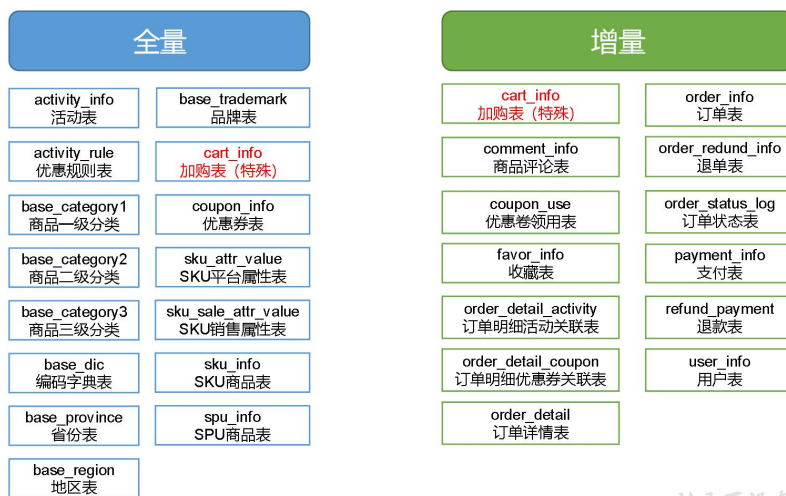 全量
activity_info
活动表
base_trademark
品牌表
activity_rule
优惠规则表
cart_info
加购表（特殊）
base_category1
商品一级分类
coupon_info
优惠券表
base_category2
商品二级分类
sku_attr_value
SKU平台属性表
base_category3
商品三级分类
sku_sale_attr_value
SKU销售属性表
base_dic
编码字典表
sku_info
SKU商品表
base_province
省份表
spu_info
SPU商品表
base_region
地区表
增量
cart_info
加购表（特殊）
order_info
订单表
comment_info
商品评论表
order_redund_info
退单表
coupon_use
优惠卷领用表
order_status_log
订单状态表
favor_info
收藏表
payment_info
支付表
order_detail_activity
订单明细活动关联表
refund_payment
退款表
order_detail_coupon
订单明细优惠券关联表
user_info
用户表
order_detail
订单详情表